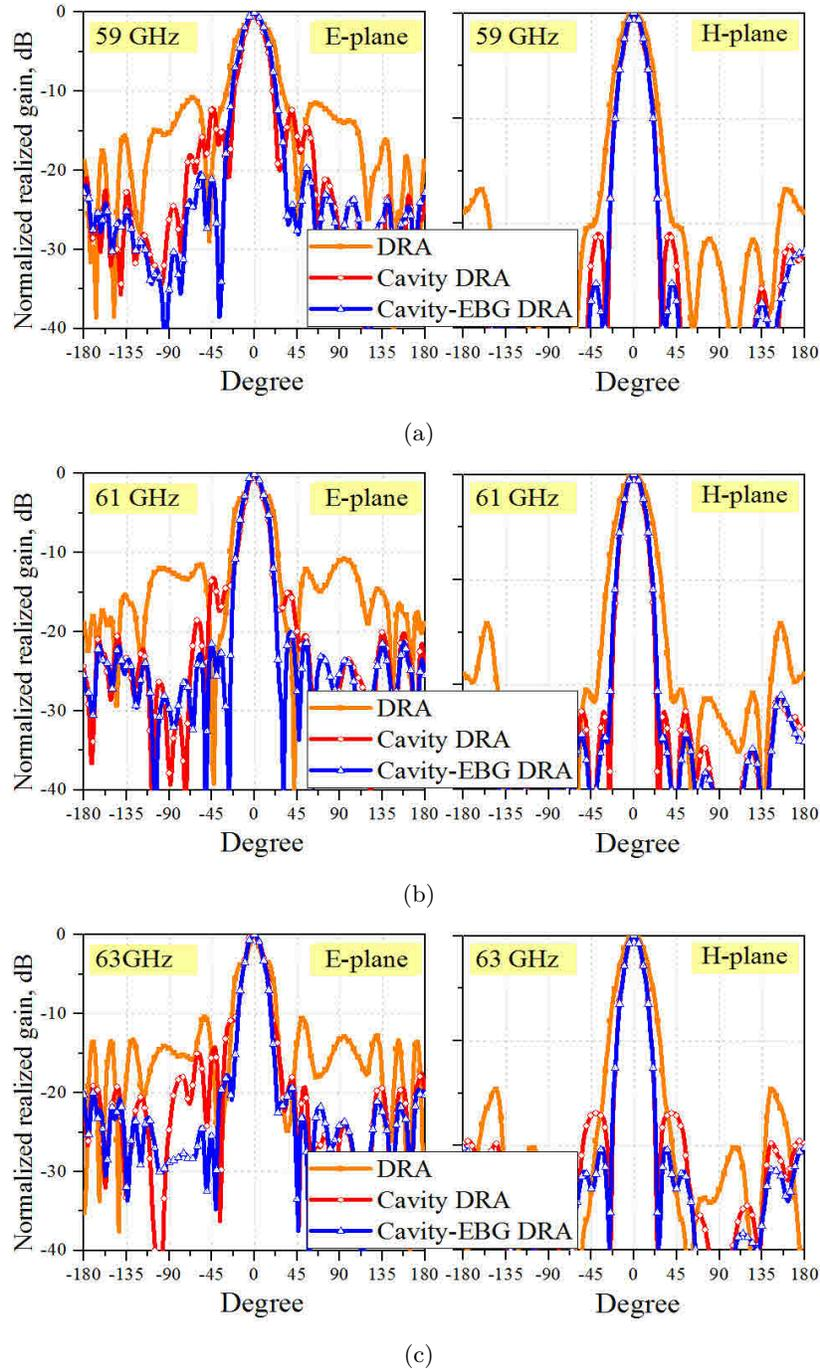 59 GHz E-plane
59 GHz H-plane
Normalized realized gain, dB
0
-10
-20
-30
-40
DRA
Cavity DRA
Cavity-EBG DRA
-180 -135 -90 -45 0 45 90 135 180
-180 -135 -90 -45 0 45 90 135 180
Degree
Degree
(a)
61 GHz E-plane
61 GHz H-plane
Normalized realized gain, dB
0
-10
-20
-30
-40
DRA
Cavity DRA
Cavity-EBG DRA
-180 -135 -90 -45 0 45 90 135 180
-180 -135 -90 -45 0 45 90 135 180
Degree
Degree
(b)
63GHz E-plane
63 GHz H-plane
Normalized realized gain, dB
0
-10
-20
-30
-40
DRA
Cavity DRA
Cavity-EBG DRA
-180 -135 -90 -45 0 45 90 135 180
-180 -135 -90 -45 0 45 90 135 180
Degree
Degree
(c)